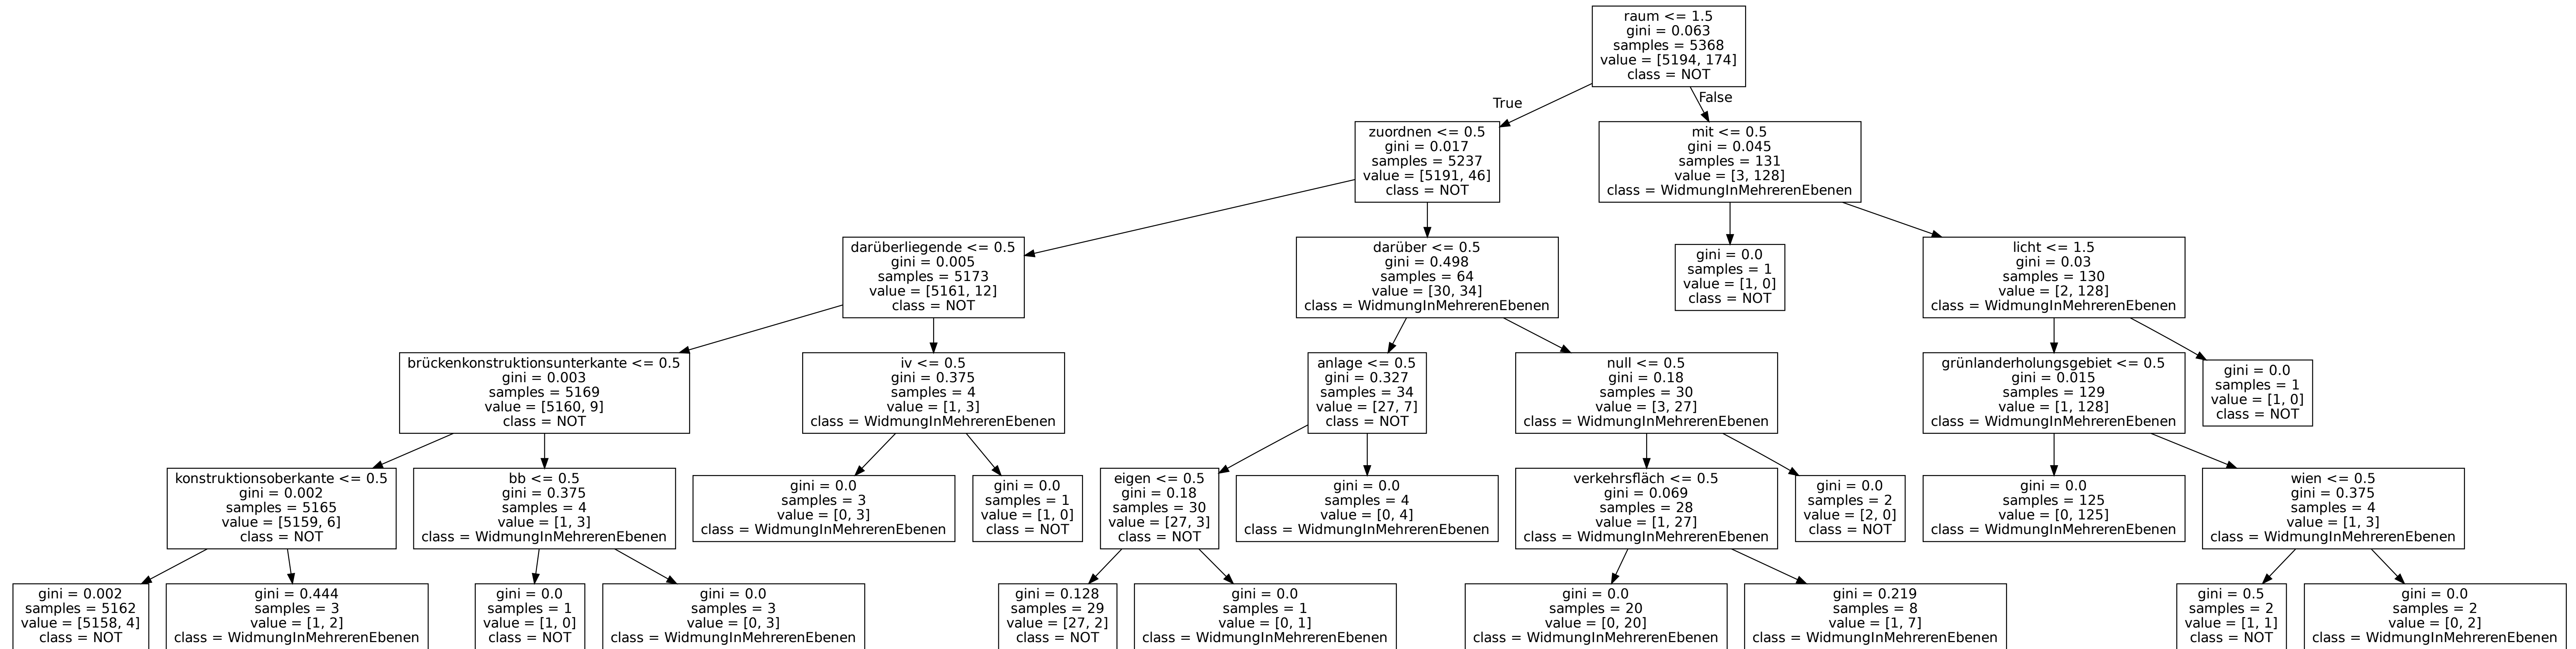 raum <= 1.5
gini = 0.063
samples = 5368
value = [5194, 174]
class = NOT
True
False
zuordnen <= 0.5
gini = 0.017
samples = 5237
value = [5191, 46]
class = NOT
mit <= 0.5
gini = 0.045
samples = 131
value = [3, 128]
class = WidmungInMehrerenEbenen
darüberliegende <= 0.5
gini = 0.005
samples = 5173
value = [5161, 12]
class = NOT
darüber <= 0.5
gini = 0.498
samples = 64
value = [30, 34]
class = WidmungInMehrerenEbenen
gini = 0.0
samples = 1
value = [1, 0]
class = NOT
licht <= 1.5
gini = 0.03
samples = 130
value = [2, 128]
class = WidmungInMehrerenEbenen
brückenkonstruktionsunterkante <= 0.5
gini = 0.003
samples = 5169
value = [5160, 9]
class = NOT
iv <= 0.5
gini = 0.375
samples = 4
value = [1, 3]
class = WidmungInMehrerenEbenen
anlage <= 0.5
gini = 0.327
samples = 34
value = [27, 7]
class = NOT
null <= 0.5
gini = 0.18
samples = 30
value = [3, 27]
class = WidmungInMehrerenEbenen
grünlanderholungsgebiet <= 0.5
gini = 0.015
samples = 129
value = [1, 128]
class = WidmungInMehrerenEbenen
gini = 0.0
samples = 1
value = [1, 0]
class = NOT
konstruktionsoberkante <= 0.5
gini = 0.002
samples = 5165
value = [5159, 6]
class = NOT
bb <= 0.5
gini = 0.375
samples = 4
value = [1, 3]
class = WidmungInMehrerenEbenen
gini = 0.0
samples = 3
value = [0, 3]
class = WidmungInMehrerenEbenen
gini = 0.0
samples = 1
value = [1, 0]
class = NOT
eigen <= 0.5
gini = 0.18
samples = 30
value = [27, 3]
class = NOT
gini = 0.0
samples = 4
value = [0, 4]
class = WidmungInMehrerenEbenen
verkehrsfläch <= 0.5
gini = 0.069
samples = 28
value = [1, 27]
class = WidmungInMehrerenEbenen
gini = 0.0
samples = 2
value = [2, 0]
class = NOT
gini = 0.0
samples = 125
value = [0, 125]
class = WidmungInMehrerenEbenen
wien <= 0.5
gini = 0.375
samples = 4
value = [1, 3]
class = WidmungInMehrerenEbenen
gini = 0.002
samples = 5162
value = [5158, 4]
class = NOT
gini = 0.444
samples = 3
value = [1, 2]
class = WidmungInMehrerenEbenen
gini = 0.0
samples = 1
value = [1, 0]
class = NOT
gini = 0.0
samples = 3
value = [0, 3]
class = WidmungInMehrerenEbenen
gini = 0.128
samples = 29
value = [27, 2]
class = NOT
gini = 0.0
samples = 1
value = [0, 1]
class = WidmungInMehrerenEbenen
gini = 0.0
samples = 20
value = [0, 20]
class = WidmungInMehrerenEbenen
gini = 0.219
samples = 8
value = [1, 7]
class = WidmungInMehrerenEbenen
gini = 0.5
samples = 2
value = [1, 1]
class = NOT
gini = 0.0
samples = 2
value = [0, 2]
class = WidmungInMehrerenEbenen